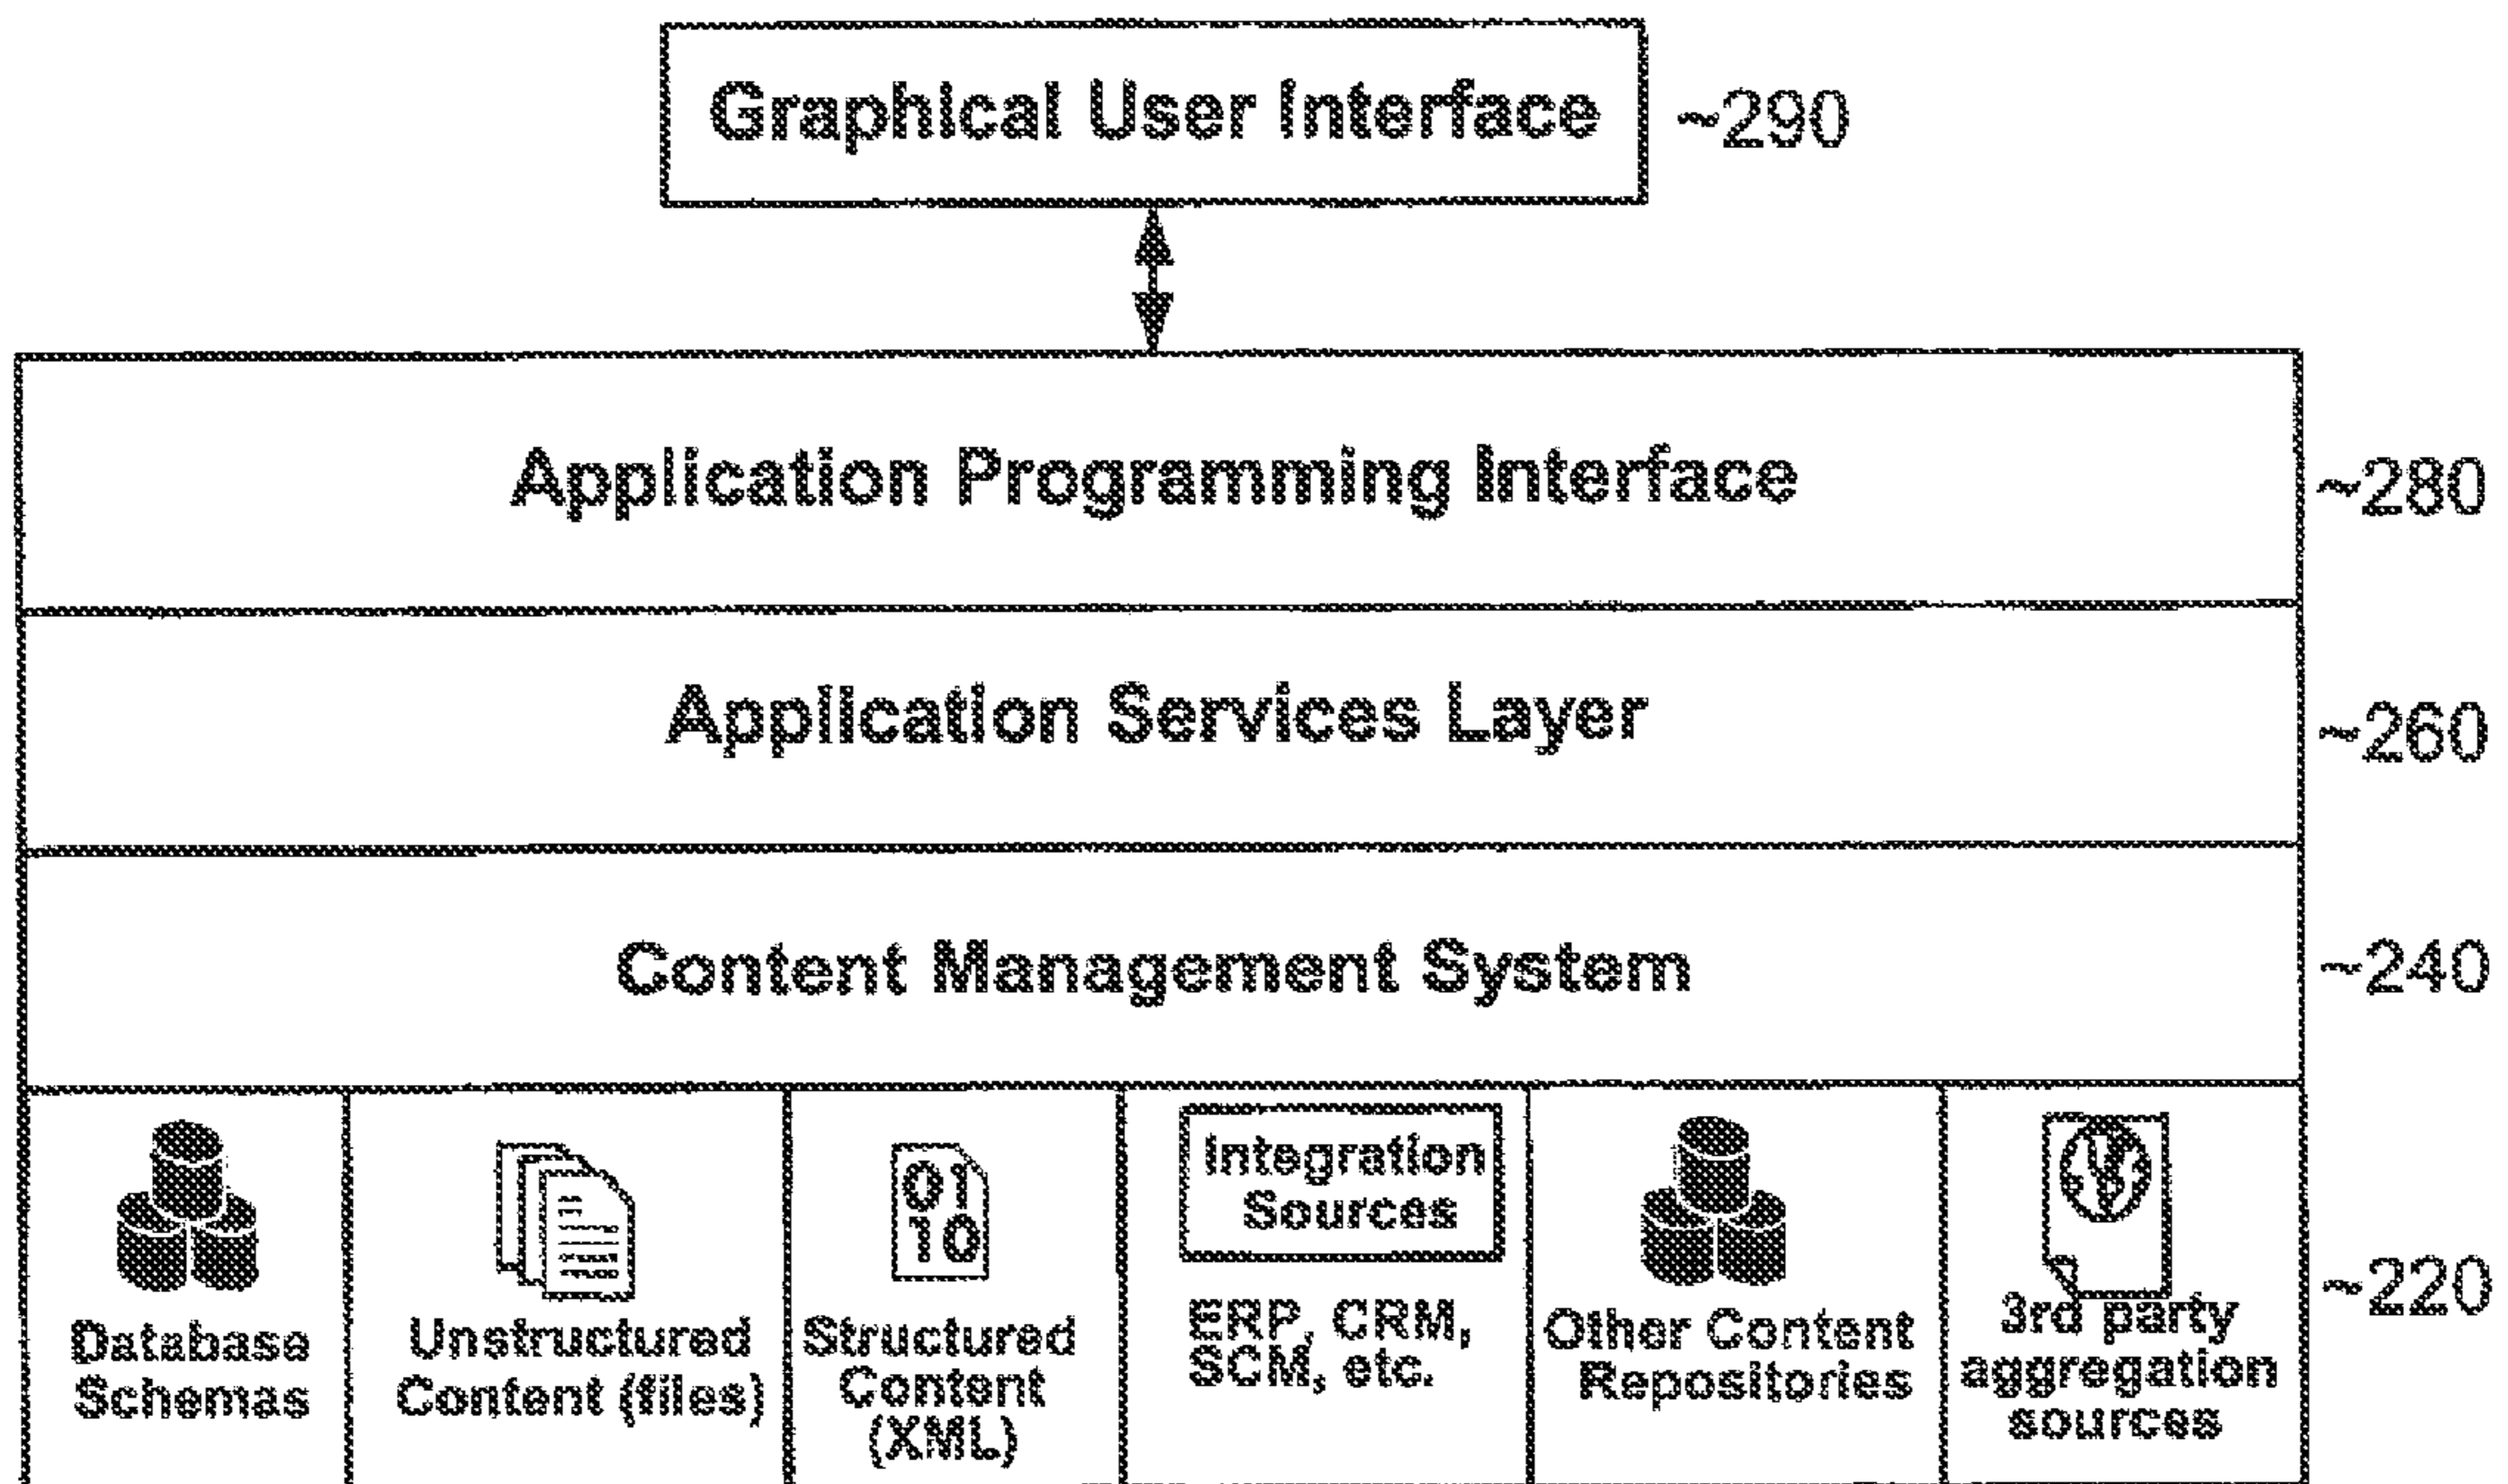 Graphical User Interface ~290
Application Programming Interface ~280
Application Services Layer ~260
Content Management System ~240
01
10
Integration
Sources
Database
Schemas
Unstructured
Content (files)
Structured
Content
(XML)
ERP, CRM,
SCM, etc.
Other Content
Repositories
3rd party
aggregation
sources
~220